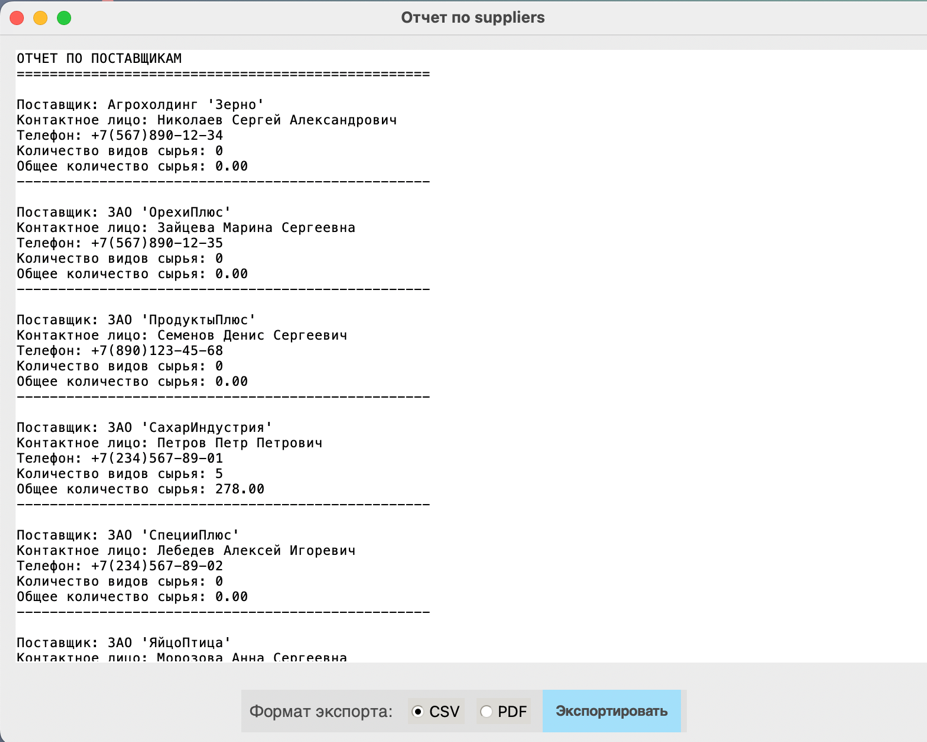 Отчет по suppliers
ОТЧЕТ ПО ПОСТАВЩИКАМ
==================================================
Поставщик: Агрохолдинг 'Зерно'
Контактное лицо: Николаев Сергей Александрович
Телефон: +7(567)890-12-34
Количество видов сырья: 0
Общее количество сырья: 0.00
--------------------------------------------------
Поставщик: ЗАО 'ОрехиПлюс'
Контактное лицо: Зайцева Марина Сергеевна
Телефон: +7(567)890-12-35
Количество видов сырья: 0
Общее количество сырья: 0.00
--------------------------------------------------
Поставщик: ЗАО 'ПродуктыПлюс'
Контактное лицо: Семенов Денис Сергеевич
Телефон: +7(890)123-45-68
Количество видов сырья: 0
Общее количество сырья: 0.00
--------------------------------------------------
Поставщик: ЗАО 'СахарИндустрия'
Контактное лицо: Петров Петр Петрович
Телефон: +7(234)567-89-01
Количество видов сырья: 5
Общее количество сырья: 278.00
--------------------------------------------------
Поставщик: ЗАО 'СпецииПлюс'
Контактное лицо: Лебедев Алексей Игоревич
Телефон: +7(234)567-89-02
Количество видов сырья: 0
Общее количество сырья: 0.00
--------------------------------------------------
Поставщик: ЗАО 'ЯйцоПтица'
Контактное лицо: Морозова Анна Сергеевна
Формат экспорта: CSV PDF Экспортировать